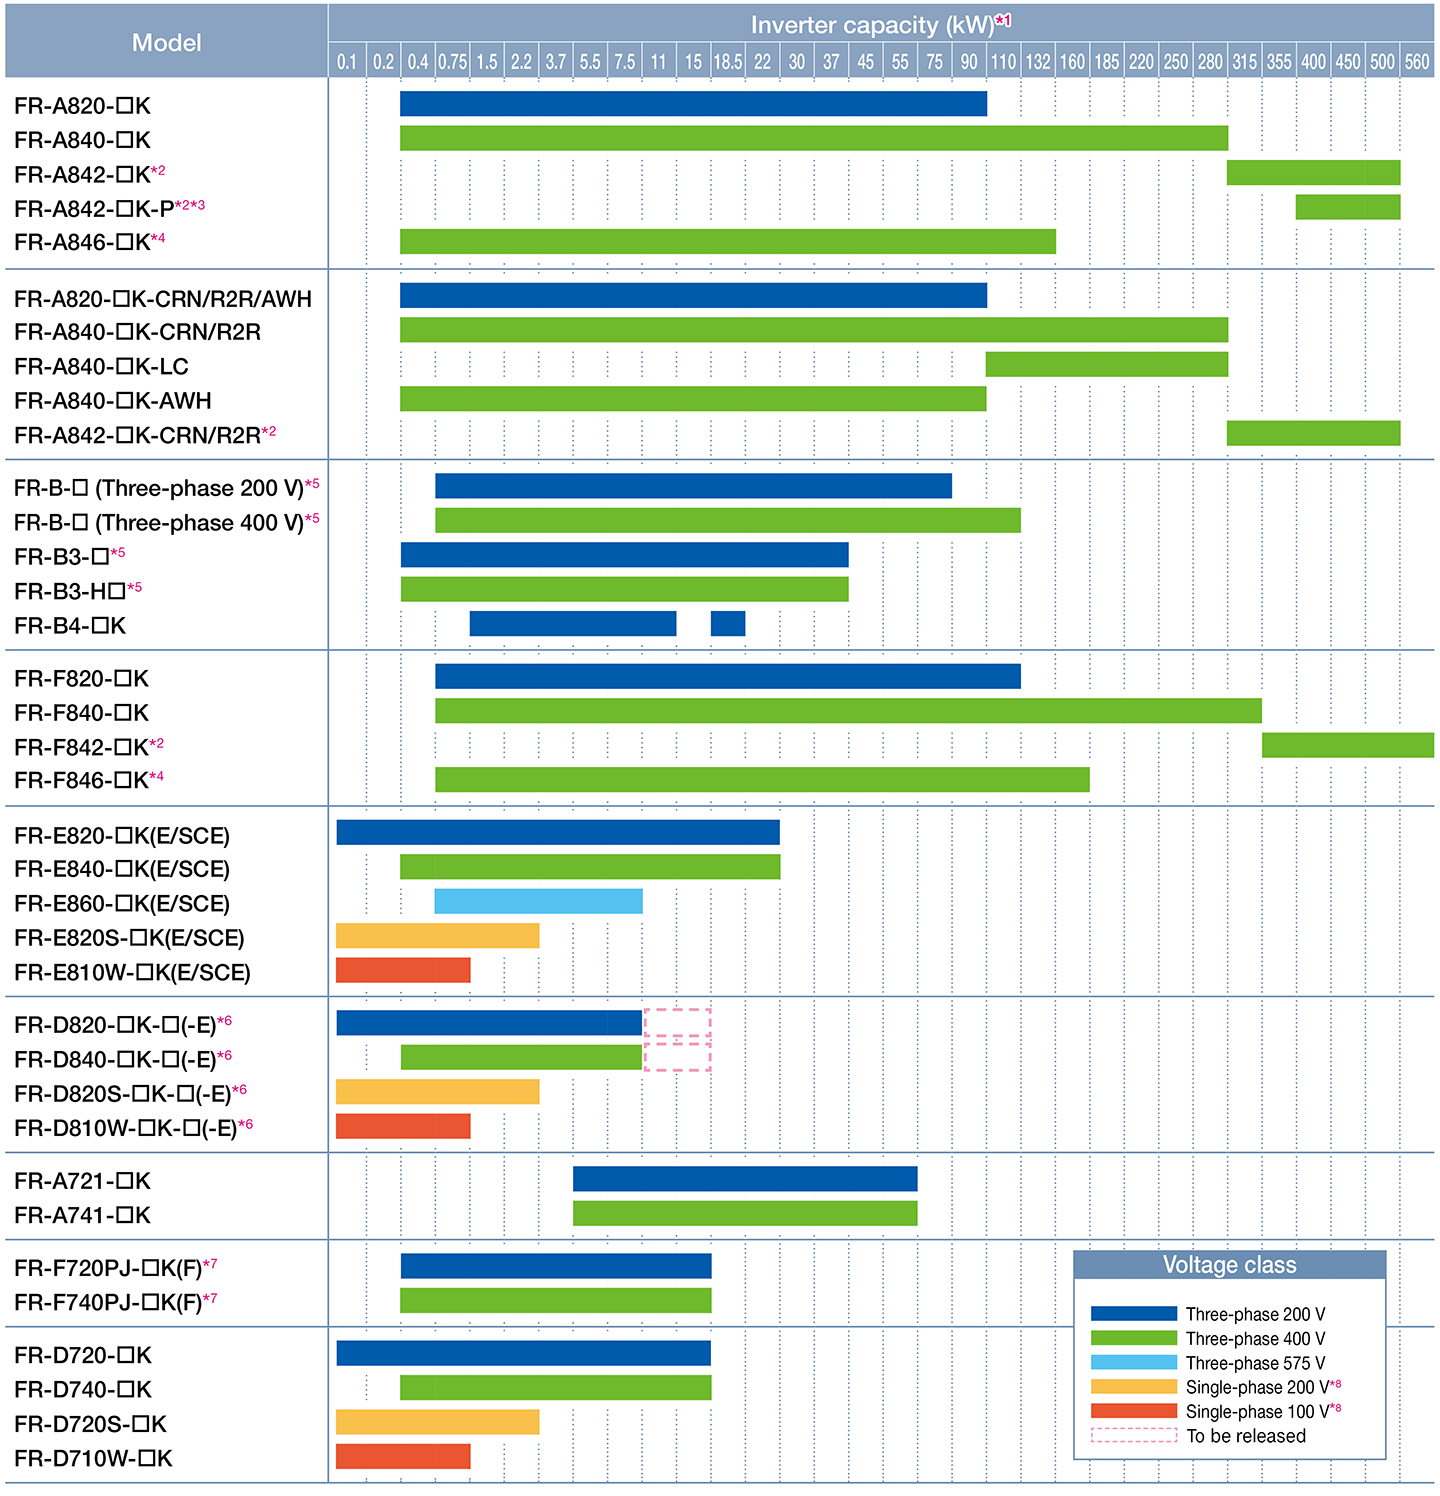 Model
Inverter capacity (kW)*1
0.1 0.2 0.4 0.75 1.5 2.2 3.7 5.5 7.5 11 15 18.5 22 30 37 45 55 75 90 110 132 160 185 220 250 280 315 355 400 450 500 560
FR-A820-□K
FR-A840-□K
FR-A842-□K*2
FR-A842-□K-P*2*3
FR-A846-□K*4
FR-A820-□K-CRN/R2R/AWH
FR-A840-□K-CRN/R2R
FR-A840-□K-LC
FR-A840-□K-AWH
FR-A842-□K-CRN/R2R*2
FR-B-□ (Three-phase 200 V)*5
FR-B-□ (Three-phase 400 V)*5
FR-B3-□*5
FR-B3-H□*5
FR-B4-□K
FR-F820-□K
FR-F840-□K
FR-F842-□K*2
FR-F846-□K*4
FR-E820-□K(E/SCE)
FR-E840-□K(E/SCE)
FR-E860-□K(E/SCE)
FR-E820S-□K(E/SCE)
FR-E810W-□K(E/SCE)
FR-D820-□K-□(-E)*6
FR-D840-□K-□(-E)*6
FR-D820S-□K-□(-E)*6
FR-D810W-□K-□(-E)*6
FR-A721-□K
FR-A741-□K
FR-F720PJ-□K(F)*7
FR-F740PJ-□K(F)*7
FR-D720-□K
FR-D740-□K
FR-D720S-□K
FR-D710W-□K
Voltage class
Three-phase 200 V
Three-phase 400 V
Three-phase 575 V
Single-phase 200 V*8
Single-phase 100 V*8
To be released